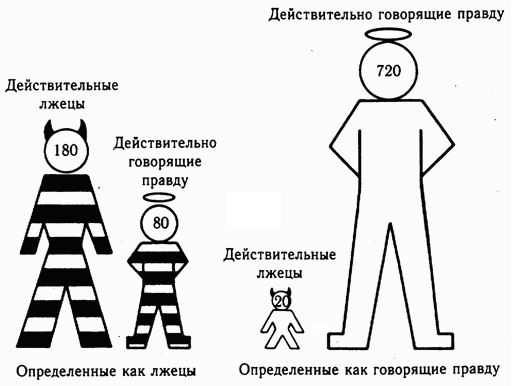 Действительно говорящие правду
720
Действительные
лжецы
180
Действительно
говорящие
правду
80
Действительные
лжецы
20
Определенные как лжецы
Определенные как говорящие правду